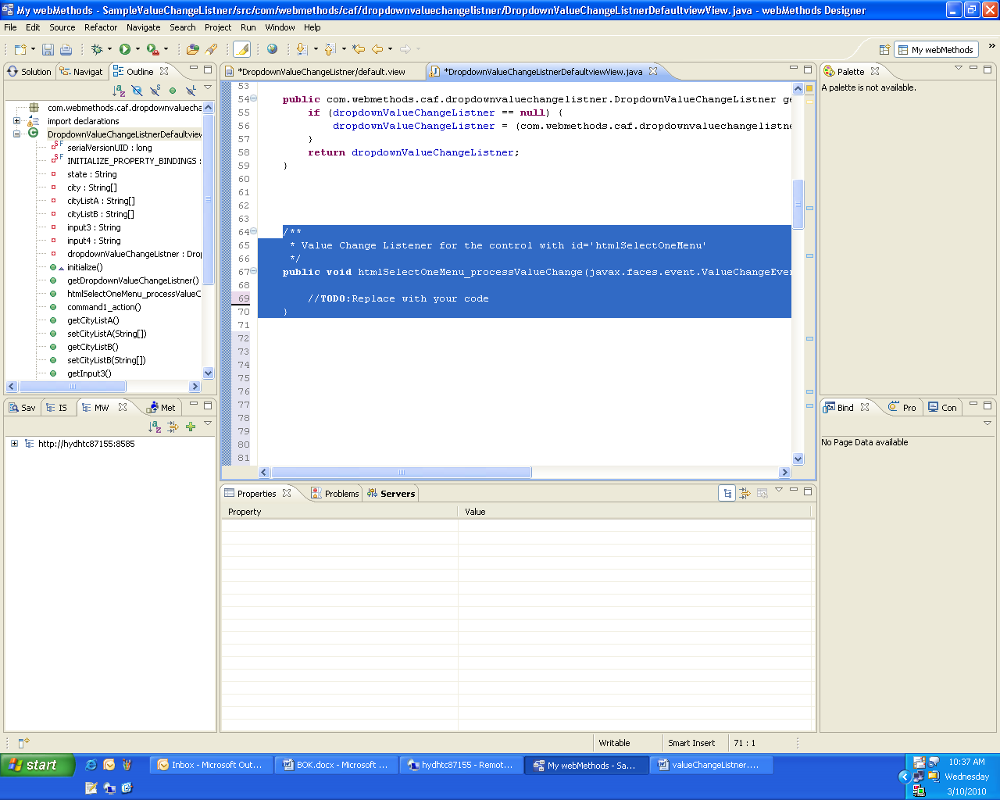 My webMethods - SampleValueChangeListner/src/com/webmethods/caf/dropdownvaluechangelistner/DropdownValueChangeListnerDefaultviewView.java - webMethods Designer
File Edit Source Refactor Navigate Search Project Run Window Help
My webMethods
Solution Navigat Outline
*DropdownValueChangeListner/default.view *DropdownValueChangeListnerDefaultviewView.java
Palette
A palette is not available.
com.webmethods.caf.dropdownvaluecha
import declarations
DropdownValueChangeListnerDefaultviev
serialVersionUID : long
INITIALIZE_PROPERTY_BINDINGS :
state : String
city : String[]
cityListA : String[]
cityListB : String[]
input3 : String
input4 : String
dropdownValueChangeListner : Drop
initialize()
getDropdownValueChangeListner()
htmlSelectOneMenu_processValueC
command1_action()
getCityListA()
setCityListA(String[])
getCityListB()
setCityListB(String[])
getInput3()
53
54 public com.webmethods.caf.dropdownvaluechangelistner.DropdownValueChangeListner ge
55 if (dropdownValueChangeListner == null) {
56 dropdownValueChangeListner = (com.webmethods.caf.dropdownvaluechangelistne
57 }
58 return dropdownValueChangeListner;
59 }
60
61
62
63
64 /**
65 * Value Change Listener for the control with id='htmlSelectOneMenu'
66 */
67 public void htmlSelectOneMenu_processValueChange(javax.faces.event.ValueChangeEven
68
69 //TODO:Replace with your code
70 }
71
72
73
74
75
76
77
78
79
80
81
Sav IS MW Met
http://hydhtc87155:8585
Bind Pro Con
No Page Data available
Properties Problems Servers
Property Value
Writable Smart Insert 71 : 1
start
Inbox - Microsoft Out... BOK.docx - Microsoft ... hydhtc87155 - Remot... My webMethods - Sa... valueChangeListner....
10:37 AM
Wednesday
3/10/2010